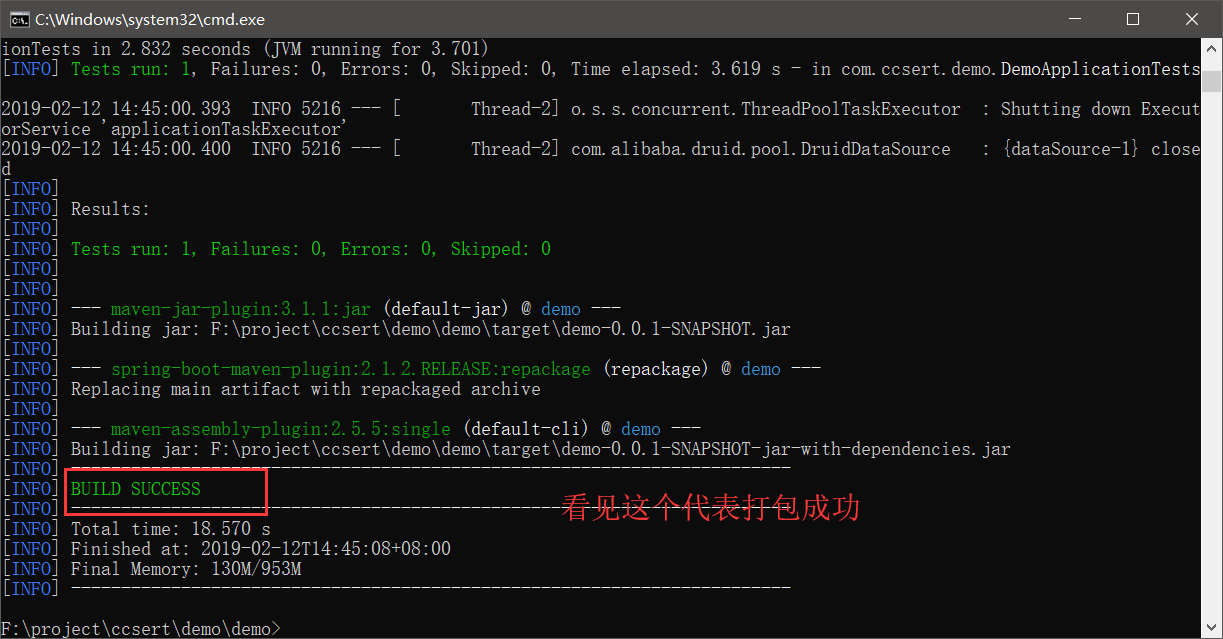 C:\Windows\system32\cmd.exe
ionTests in 2.832 seconds (JVM running for 3.701)
[INFO] Tests run: 1, Failures: 0, Errors: 0, Skipped: 0, Time elapsed: 3.619 s - in com.ccsert.demo.DemoApplicationTests
2019-02-12 14:45:00.393  INFO 5216 --- [       Thread-2] o.s.s.concurrent.ThreadPoolTaskExecutor  : Shutting down Execut
orService 'applicationTaskExecutor'
2019-02-12 14:45:00.400  INFO 5216 --- [       Thread-2] com.alibaba.druid.pool.DruidDataSource   : {dataSource-1} close
d
[INFO]
[INFO] Results:
[INFO]
[INFO] Tests run: 1, Failures: 0, Errors: 0, Skipped: 0
[INFO]
[INFO]
[INFO] --- maven-jar-plugin:3.1.1:jar (default-jar) @ demo ---
[INFO] Building jar: F:\project\ccsert\demo\demo\target\demo-0.0.1-SNAPSHOT.jar
[INFO]
[INFO] --- spring-boot-maven-plugin:2.1.2.RELEASE:repackage (repackage) @ demo ---
[INFO] Replacing main artifact with repackaged archive
[INFO]
[INFO] --- maven-assembly-plugin:2.5.5:single (default-cli) @ demo ---
[INFO] Building jar: F:\project\ccsert\demo\demo\target\demo-0.0.1-SNAPSHOT-jar-with-dependencies.jar
[INFO] ------------------------------------------------------------------------
[INFO] BUILD SUCCESS
[INFO] ------------------------------------------------------------------------
看见这个代表打包成功
[INFO] Total time: 18.570 s
[INFO] Finished at: 2019-02-12T14:45:08+08:00
[INFO] Final Memory: 130M/953M
[INFO] ------------------------------------------------------------------------
F:\project\ccsert\demo\demo>